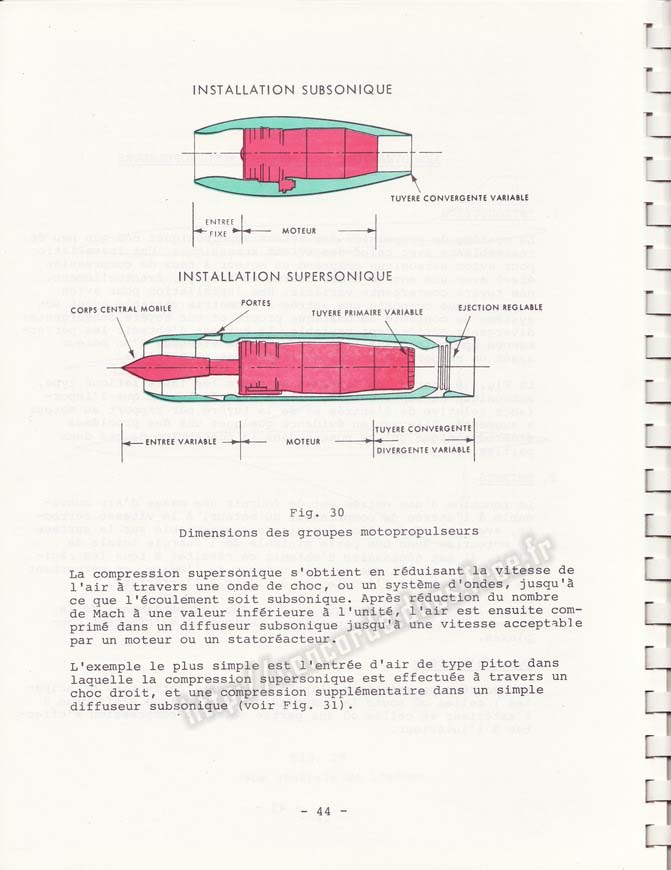 INSTALLATION SUBSONIQUE
TUYERE CONVERGENTE VARIABLE
ENTREE
FIXE
MOTEUR
INSTALLATION SUPERSONIQUE
CORPS CENTRAL MOBILE
PORTES
TUYERE PRIMAIRE VARIABLE
EJECTION REGLABLE
ENTREE VARIABLE
MOTEUR
TUYERE CONVERGENTE
DIVERGENTE VARIABLE
Fig. 30
Dimensions des groupes motopropulseurs
La compression supersonique s'obtient en réduisant la vitesse de
l'air à travers une onde de choc, ou un système d'ondes, jusqu'à
ce que l'écoulement soit subsonique. Après réduction du nombre
de Mach à une valeur inférieure à l'unité, l'air est ensuite com-
primé dans un diffuseur subsonique jusqu'à une vitesse acceptable
par un moteur ou un statoréacteur.
L'exemple le plus simple est l'entrée d'air de type pitot dans
laquelle la compression supersonique est effectuée à travers un
choc droit, et une compression supplémentaire dans un simple
diffuseur subsonique (voir Fig. 31).
- 44 -